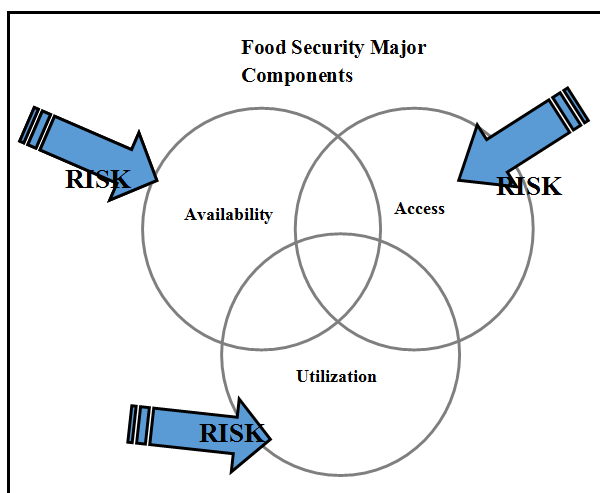 Food Security Major
Components
RISK
RISK
Availability
Access
Utilization
RISK